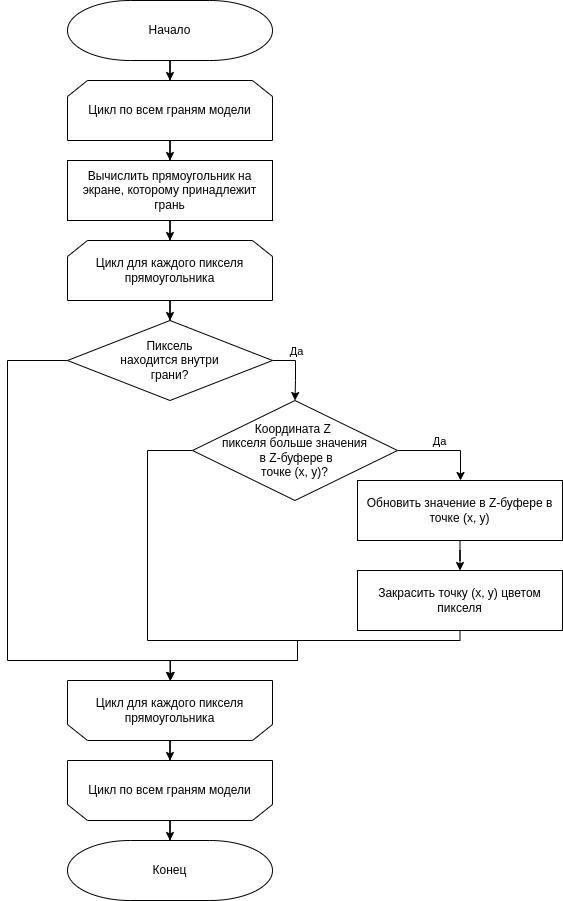 Начало
Цикл по всем граням модели
Вычислить прямоугольник на
экране, которому принадлежит
грань
Цикл для каждого пикселя
прямоугольника
Пиксель
находится внутри
грани?
Да
Координата Z
пикселя больше значения
в Z-буфере в
точке (x, y)?
Да
Обновить значение в Z-буфере в
точке (x, y)
Закрасить точку (x, y) цветом
пикселя
Цикл для каждого пикселя
прямоугольника
Цикл по всем граням модели
Конец